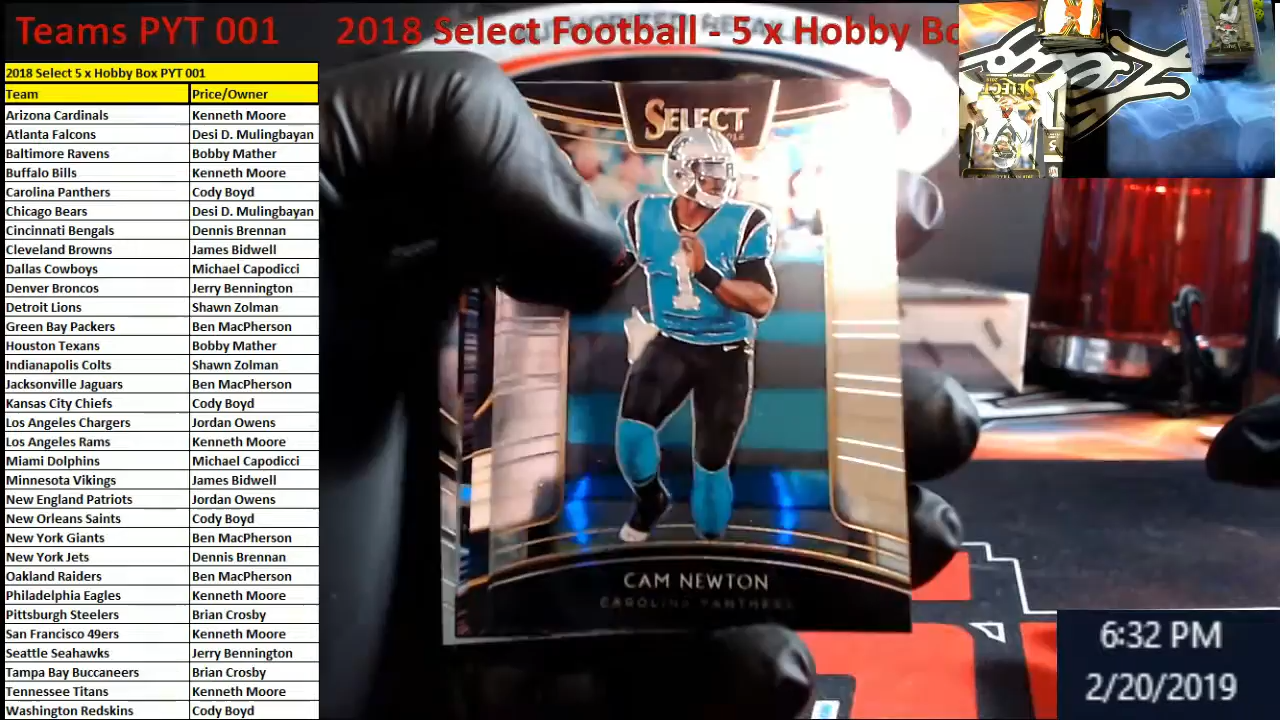 Teams PYT 001 2018 Select Football - 5 x Hobby Bo
2018 Select 5 x Hobby Box PYT 001
Team Price/Owner
Arizona Cardinals Kenneth Moore
Atlanta Falcons Desi D. Mulingbayan
Baltimore Ravens Bobby Mather
Buffalo Bills Kenneth Moore
Carolina Panthers Cody Boyd
Chicago Bears Desi D. Mulingbayan
Cincinnati Bengals Dennis Brennan
Cleveland Browns James Bidwell
Dallas Cowboys Michael Capodicci
Denver Broncos Jerry Bennington
Detroit Lions Shawn Zolman
Green Bay Packers Ben MacPherson
Houston Texans Bobby Mather
Indianapolis Colts Shawn Zolman
Jacksonville Jaguars Ben MacPherson
Kansas City Chiefs Cody Boyd
Los Angeles Chargers Jordan Owens
Los Angeles Rams Kenneth Moore
Miami Dolphins Michael Capodicci
Minnesota Vikings James Bidwell
New England Patriots Jordan Owens
New Orleans Saints Cody Boyd
New York Giants Ben MacPherson
New York Jets Dennis Brennan
Oakland Raiders Ben MacPherson
Philadelphia Eagles Kenneth Moore
Pittsburgh Steelers Brian Crosby
San Francisco 49ers Kenneth Moore
Seattle Seahawks Jerry Bennington
Tampa Bay Buccaneers Brian Crosby
Tennessee Titans Kenneth Moore
Washington Redskins Cody Boyd
SELECT
1
CAM NEWTON
CAROLINA PANTHERS
SELECT
6:32 PM
2/20/2019